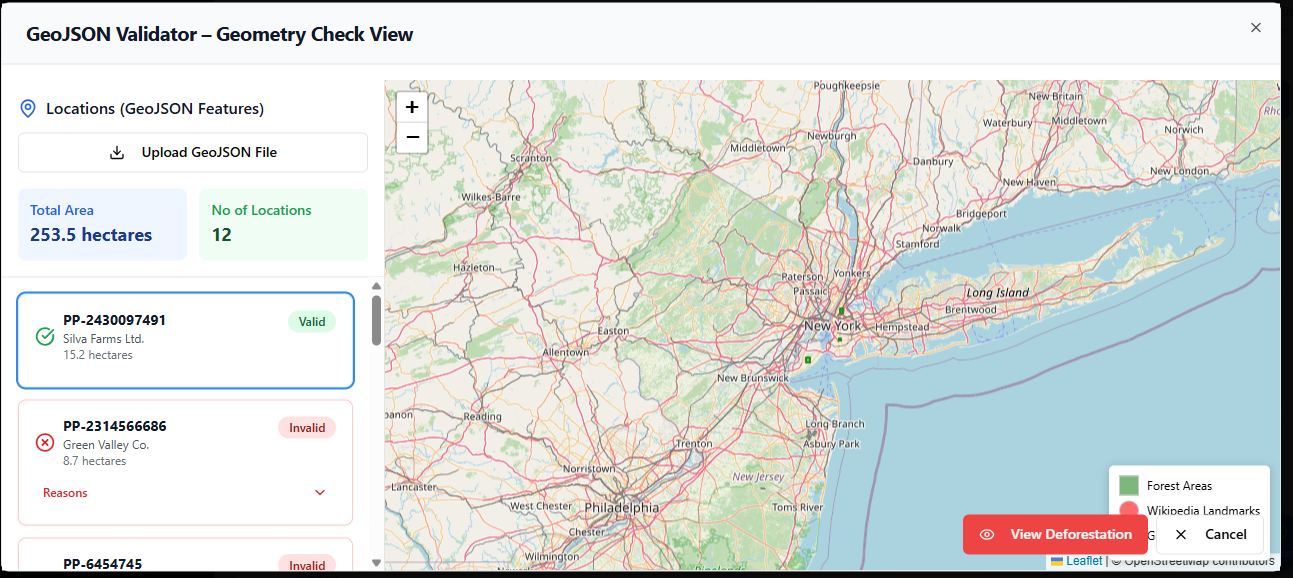 GeoJSON Validator – Geometry Check View
Locations (GeoJSON Features)
Upload GeoJSON File
Total Area
253.5 hectares
No of Locations
12
PP-2430097491
Valid
Silva Farms Ltd.
15.2 hectares
PP-2314566686
Invalid
Green Valley Co.
8.7 hectares
Reasons
PP-6454745
Invalid
+
−
Poughkeepsie
New Britain
Waterbury
Middletown
Norwich
Newburgh
Middletown
Scranton
Danbury
New London
New Haven
Wilkes-Barre
Bridgeport
Norwalk
Stamford
Hazleton
Paterson
Yonkers
Passaic
Long Island
Brentwood
New York
Hempstead
Easton
Allentown
New Brunswick
Reading
Long Branch
Asbury Park
Trenton
Norristown
New Jersey
Lancaster
West Chester
Philadelphia
Toms River
Chester
Wilmington
Forest Areas
Wikipedia Landmarks
G
View Deforestation
Cancel
Leaflet | © OpenStreetMap contributors